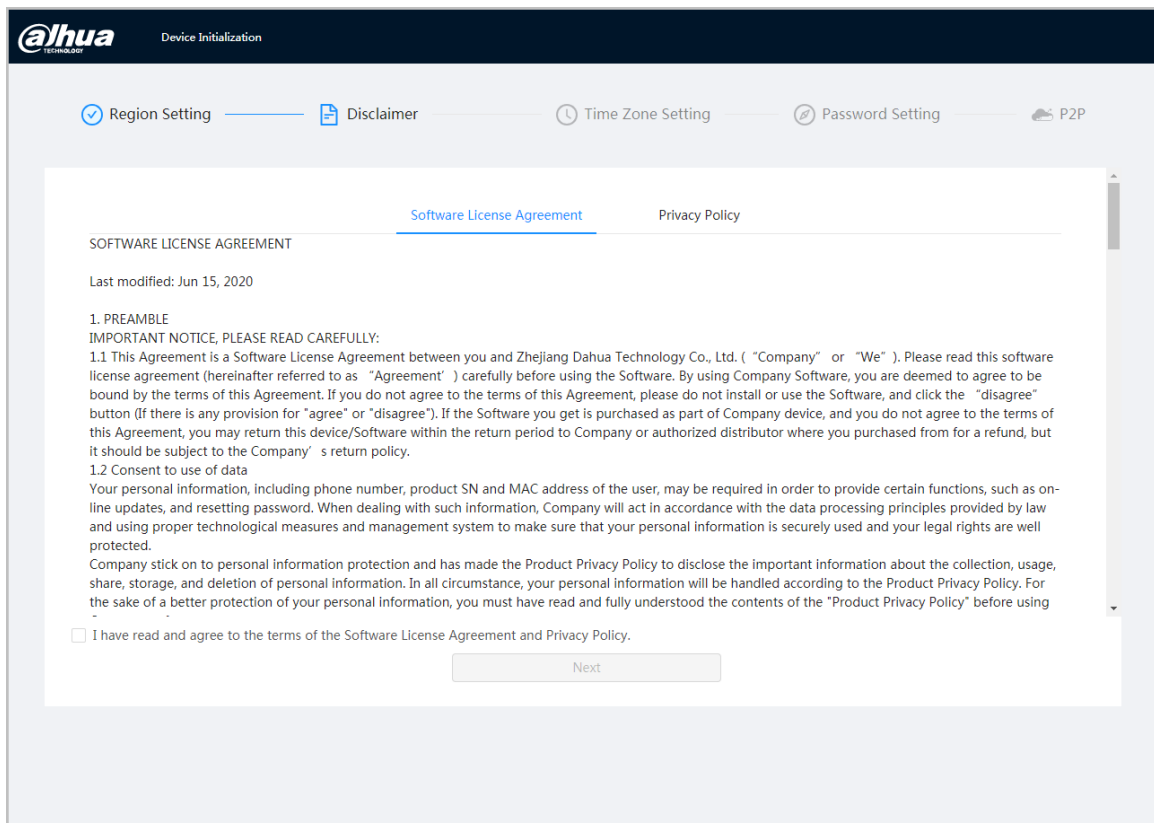 alhua
TECHNOLOGY
Device Initialization
Region Setting
Disclaimer
Time Zone Setting
Password Setting
P2P
Software License Agreement
Privacy Policy
SOFTWARE LICENSE AGREEMENT
Last modified: Jun 15, 2020
1. PREAMBLE
IMPORTANT NOTICE, PLEASE READ CAREFULLY:
1.1 This Agreement is a Software License Agreement between you and Zhejiang Dahua Technology Co., Ltd. ( “Company” or “We” ). Please read this software
license agreement (hereinafter referred to as “Agreement’ ) carefully before using the Software. By using Company Software, you are deemed to agree to be
bound by the terms of this Agreement. If you do not agree to the terms of this Agreement, please do not install or use the Software, and click the “disagree”
button (If there is any provision for "agree" or "disagree"). If the Software you get is purchased as part of Company device, and you do not agree to the terms of
this Agreement, you may return this device/Software within the return period to Company or authorized distributor where you purchased from for a refund, but
it should be subject to the Company’ s return policy.
1.2 Consent to use of data
Your personal information, including phone number, product SN and MAC address of the user, may be required in order to provide certain functions, such as on-
line updates, and resetting password. When dealing with such information, Company will act in accordance with the data processing principles provided by law
and using proper technological measures and management system to make sure that your personal information is securely used and your legal rights are well
protected.
Company stick on to personal information protection and has made the Product Privacy Policy to disclose the important information about the collection, usage,
share, storage, and deletion of personal information. In all circumstance, your personal information will be handled according to the Product Privacy Policy. For
the sake of a better protection of your personal information, you must have read and fully understood the contents of the "Product Privacy Policy" before using
I have read and agree to the terms of the Software License Agreement and Privacy Policy.
Next